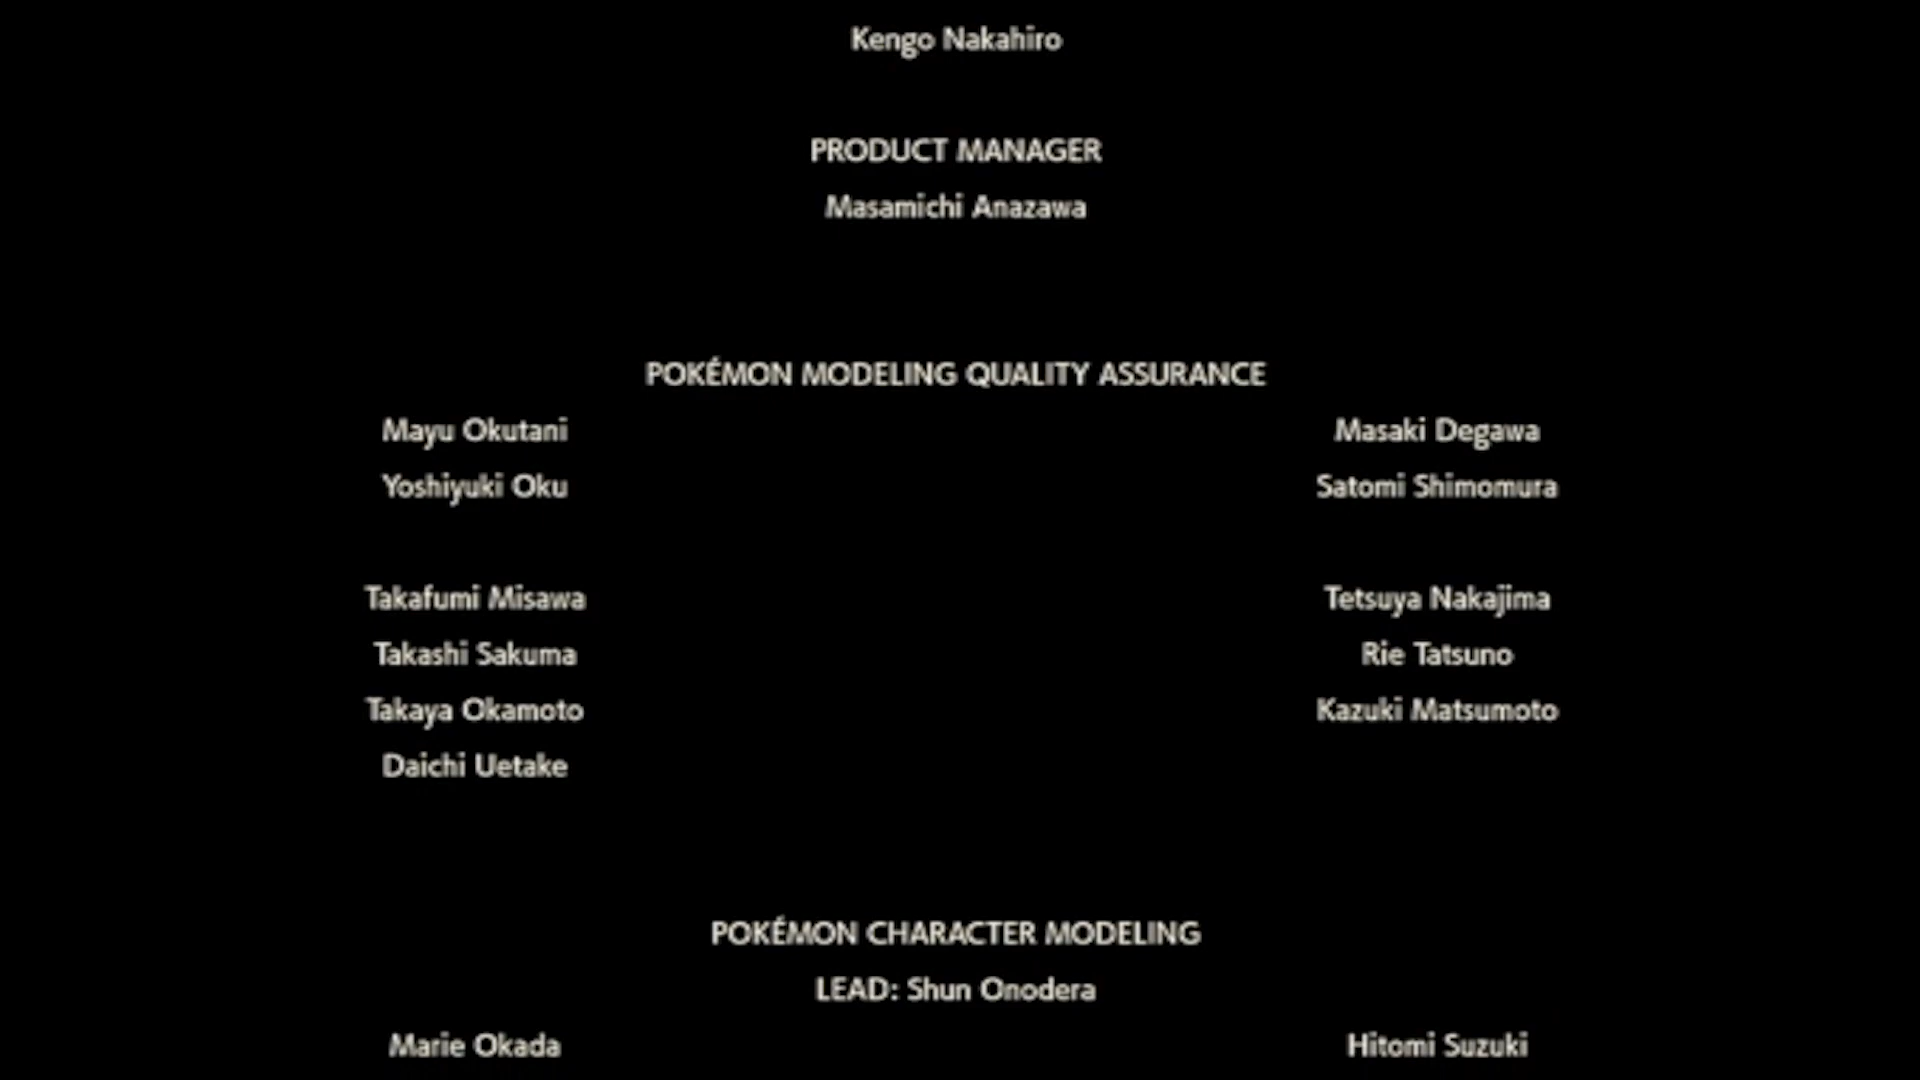 Kengo Nakahiro
PRODUCT MANAGER
Masamichi Anazawa
POKÉMON MODELING QUALITY ASSURANCE
Mayu Okutani Masaki Degawa
Yoshiyuki Oku Satomi Shimomura
Takafumi Misawa Tetsuya Nakajima
Takashi Sakuma Rie Tatsuno
Takaya Okamoto Kazuki Matsumoto
Daichi Uetake
POKÉMON CHARACTER MODELING
LEAD: Shun Onodera
Marie Okada Hitomi Suzuki